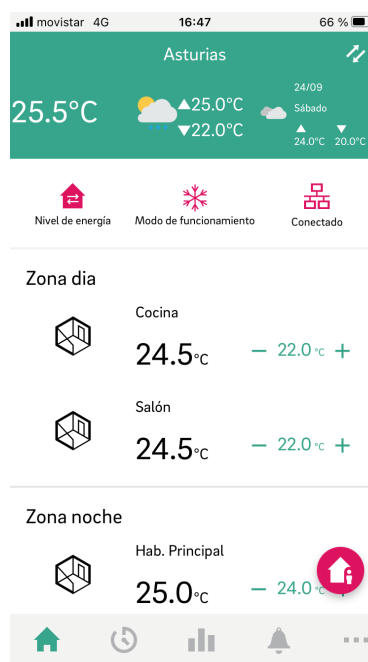 movistar 4G 16:47 66 %
Asturias
25.5°C
▲25.0°C
▼22.0°C
24/09
Sábado
▲ ▼
24.0°C 20.0°C
Nivel de energía Modo de funcionamiento Conectado
Zona dia
Cocina
24.5°C − 22.0 °C +
Salón
24.5°C − 22.0 °C +
Zona noche
Hab. Principal
25.0°C − 24.0 °C +